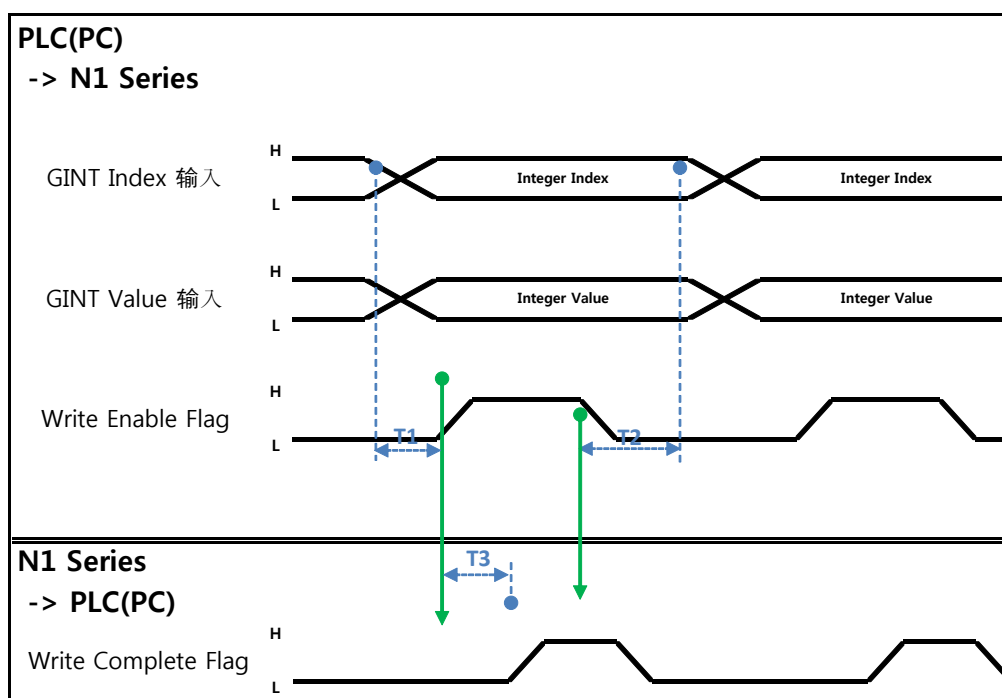 PLC(PC)
-> N1 Series
H
GINT Index 输入
Integer Index
Integer Index
L
H
GINT Value 输入
Integer Value
Integer Value
L
H
Write Enable Flag
T1
T2
L
N1 Series
T3
-> PLC(PC)
H
Write Complete Flag
L